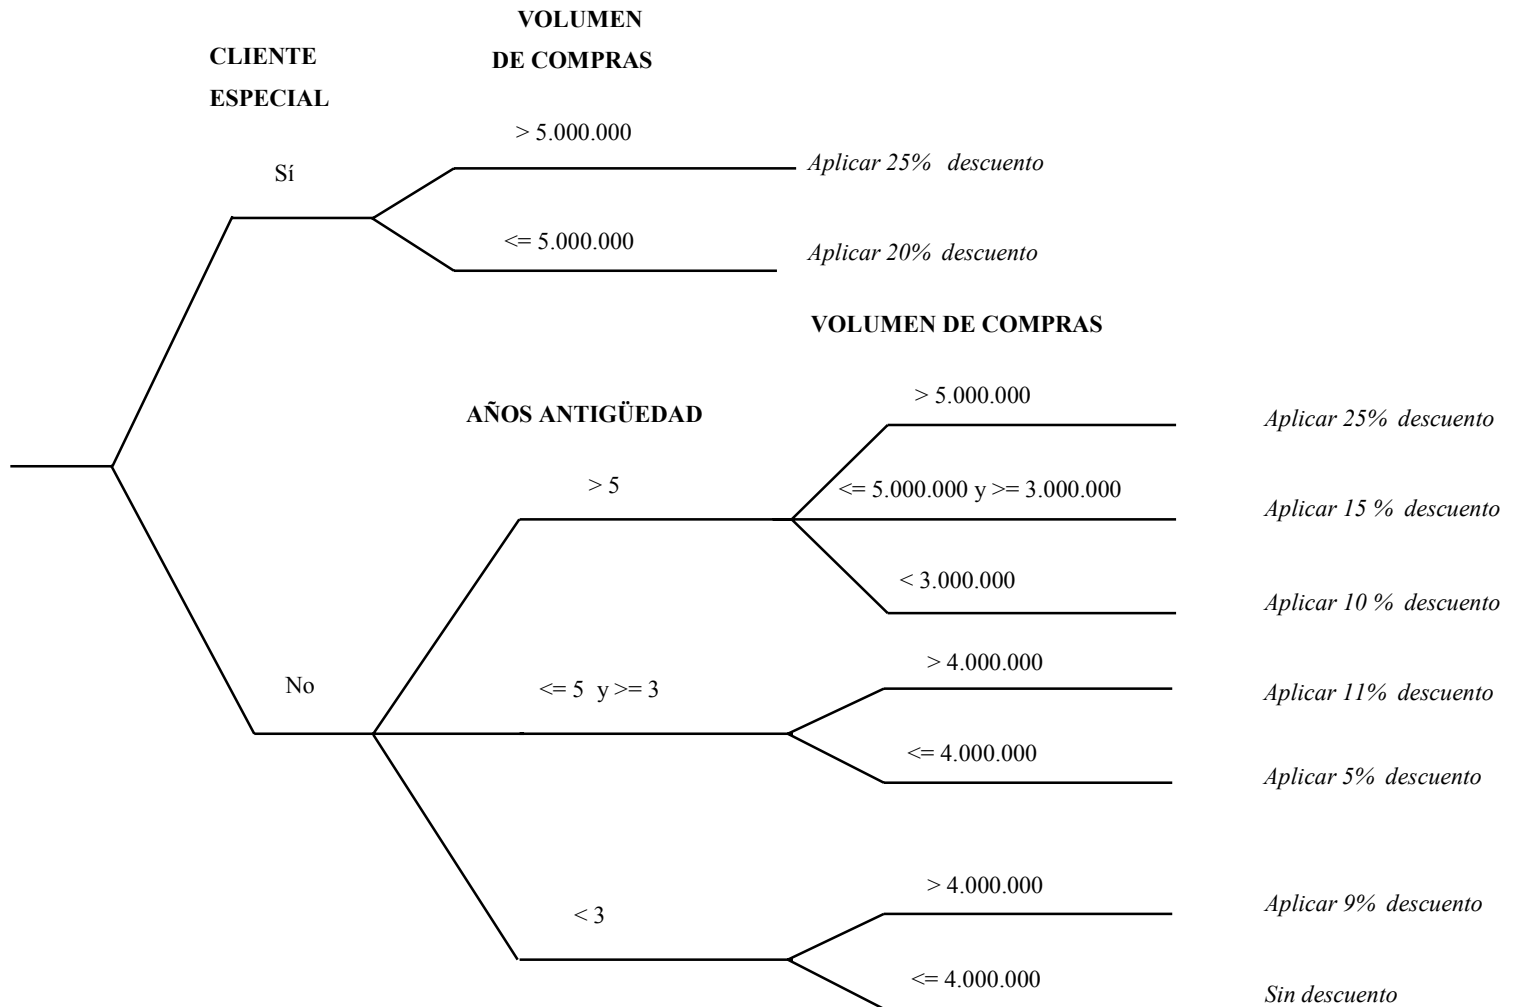 VOLUMEN
DE COMPRAS
CLIENTE
ESPECIAL
> 5.000.000
Aplicar 25% descuento
Sí
<= 5.000.000
Aplicar 20% descuento
VOLUMEN DE COMPRAS
AÑOS ANTIGÜEDAD
> 5.000.000
Aplicar 25% descuento
> 5
<= 5.000.000 y >= 3.000.000
Aplicar 15 % descuento
< 3.000.000
Aplicar 10 % descuento
No
<= 5 y >= 3
> 4.000.000
Aplicar 11% descuento
<= 4.000.000
Aplicar 5% descuento
< 3
> 4.000.000
Aplicar 9% descuento
<= 4.000.000
Sin descuento